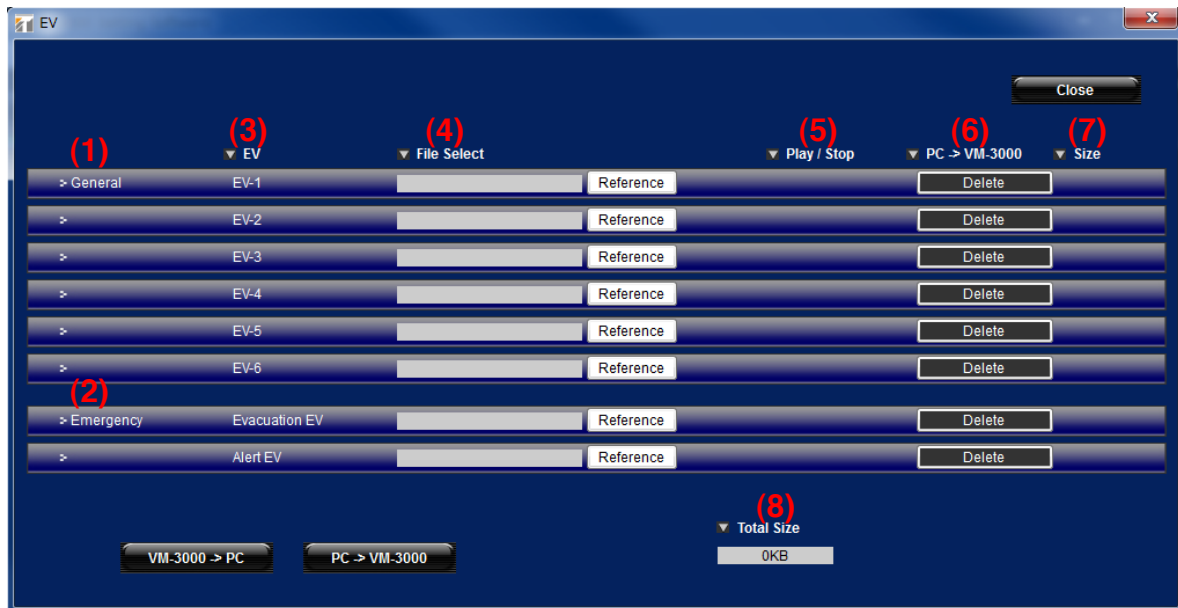 EV
Close
(1) (3) (4) (5) (6) (7)
EV File Select Play / Stop PC -> VM-3000 Size
> General EV-1 Reference Delete
> EV-2 Reference Delete
> EV-3 Reference Delete
> EV-4 Reference Delete
> EV-5 Reference Delete
> EV-6 Reference Delete
(2)
> Emergency Evacuation EV Reference Delete
> Alert EV Reference Delete
(8)
Total Size
VM-3000 -> PC PC -> VM-3000 0KB